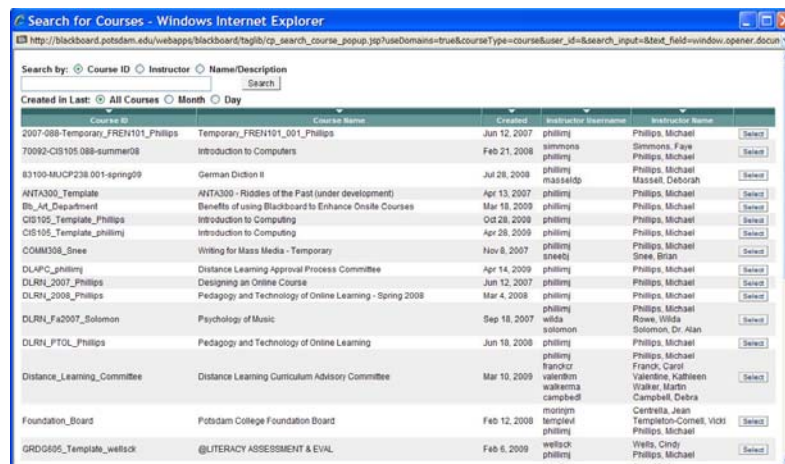 Search for Courses - Windows Internet Explorer
http://blackboard.potsdam.edu/webapps/blackboard/taglib/cp_search_course_popup.jsp?useDomains=true&courseType=course&user_id=&search_input=&text_field=window.opener.docun
Search by: Course ID Instructor Name/Description
Search
Created in Last: All Courses Month Day
Course ID Course Name Created Instructor Username Instructor Name
2007-088-Temporary_FREN101_Phillips Temporary_FREN101_001_Phillips Jun 12, 2007 phillimj Phillips, Michael Select
70092-CIS105.088-summer08 Introduction to Computers Feb 21, 2008 simmons Simmons, Faye Select
phillimj Phillips, Michael
83100-MUCP238.001-spring09 German Diction II Jul 28, 2008 phillimj Phillips, Michael Select
masseldp Massell, Deborah
ANTA300_Template ANTA300 - Riddles of the Past (under development) Apr 13, 2007 phillimj Phillips, Michael Select
Bb_Art_Department Benefits of using Blackboard to Enhance Onsite Courses Mar 18, 2009 phillimj Phillips, Michael Select
CIS105_Template_Phillips Introduction to Computing Oct 28, 2008 phillimj Phillips, Michael Select
CIS105_Template_phillimj Introduction to Computing Apr 28, 2009 phillimj Phillips, Michael Select
COMM308_Snee Writing for Mass Media - Temporary Nov 8, 2007 phillimj Phillips, Michael Select
sneebj Snee, Brian
DLAPC_phillimj Distance Learning Approval Process Committee Apr 14, 2009 phillimj Phillips, Michael Select
DLRN_2007_Phillips Designing an Online Course Jun 12, 2007 phillimj Phillips, Michael Select
DLRN_2008_Phillips Pedagogy and Technology of Online Learning - Spring 2008 Mar 4, 2008 phillimj Phillips, Michael Select
DLRN_Fa2007_Solomon Psychology of Music Sep 18, 2007 phillimj Phillips, Michael Select
wilda Rowe, Wilda
solomon Solomon, Dr. Alan
DLRN_PTOL_Phillips Pedagogy and Technology of Online Learning Jun 18, 2008 phillimj Phillips, Michael Select
Distance_Learning_Committee Distance Learning Curriculum Advisory Committee Mar 10, 2009 phillimj Phillips, Michael Select
franckcr Franck, Carol
valentkm Valentine, Kathleen
walkerma Walker, Martin
campbedl Campbell, Debra
Foundation_Board Potsdam College Foundation Board Feb 12, 2008 morinjm Centrella, Jean Select
templevl Templeton-Cornell, Vicki
phillimj Phillips, Michael
GRDG605_Template_wellsck @LITERACY ASSESSMENT & EVAL Feb 6, 2009 wellsck Wells, Cindy Select
phillimj Phillips, Michael